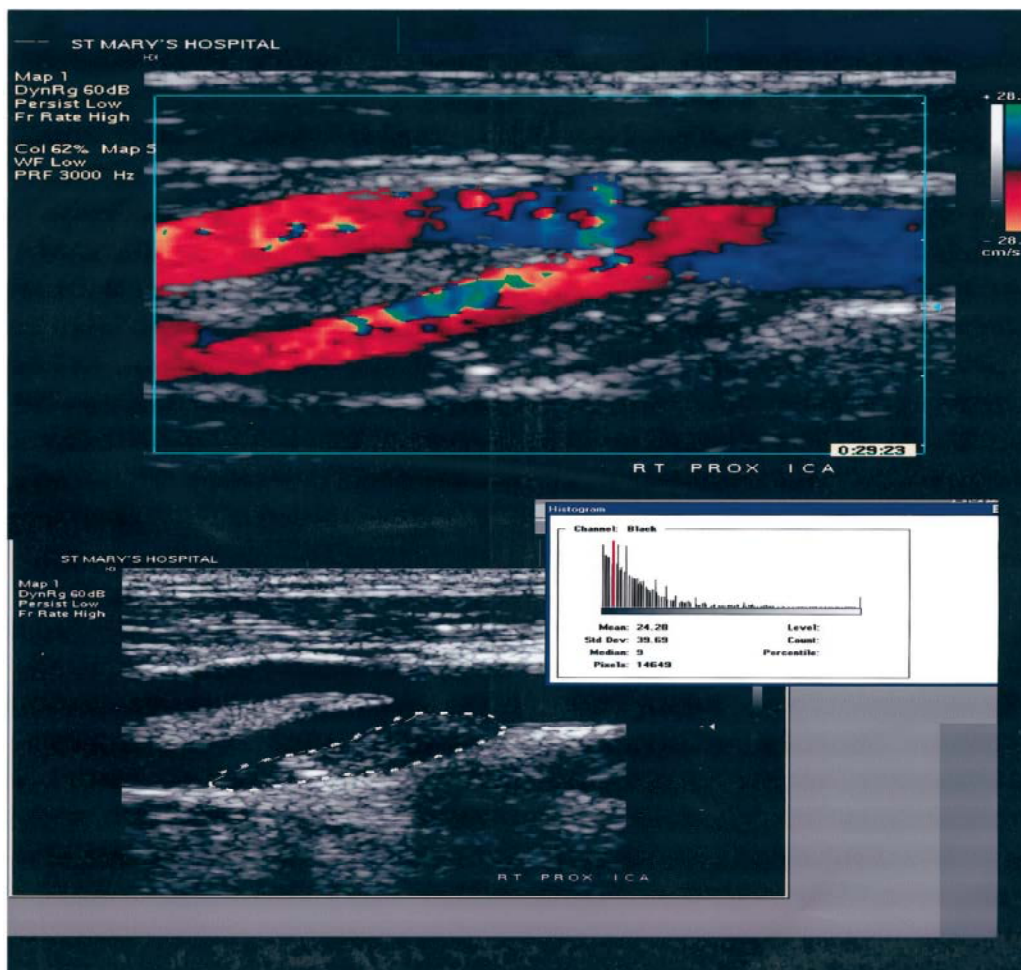 ST MARY'S HOSPITAL
Map 1
DynRg 60dB
Persist Low
Fr Rate High
Col 62% Map 5
WF Low
PRF 3000 Hz
+ 28.
- 28.
cm/s
0:29:23
RT PROX ICA
Histogram
Channel: Black
Mean: 24.28
Std Dev: 39.69
Median: 9
Pixels: 14649
Level:
Count:
Percentile:
ST MARY'S HOSPITAL
Map 1
DynRg 60dB
Persist Low
Fr Rate High
RT PROX ICA